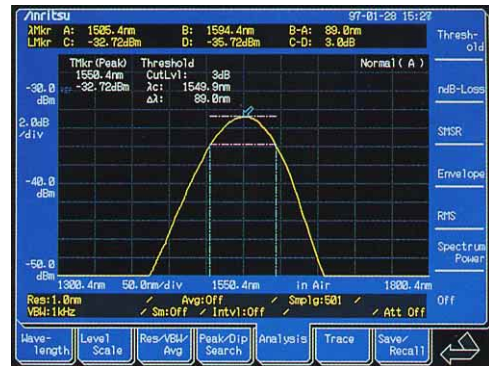 Anritsu 97-01-28 15:27
λMkr A: 1505.4nm B: 1594.4nm B-A: 89.0nm
LMkr C: -32.72dBm D: -35.72dBm C-D: 3.0dB
Thresh-
old
TMkr(Peak) Threshold Normal(A)
1550.4nm CutLvl: 3dB
-32.72dBm λc: 1549.9nm
Δλ: 89.0nm
-30.0
dBm
ndB-Loss
2.0dB
/div
SMSR
Envelope
-40.0
dBm
RMS
Spectrum
Power
-50.0
dBm
1300.4nm 50.0nm/div 1550.4nm in Air 1800.4nm
Res:1.0nm / Avg:Off / Smplg:501 /
VBW:1kHz / Sm:Off / Intvl:Off / / Att Off
Off
Wave-
length
Level
Scale
Res/VBW/
Avg
Peak/Dip
Search
Analysis
Trace
Save/
Recall